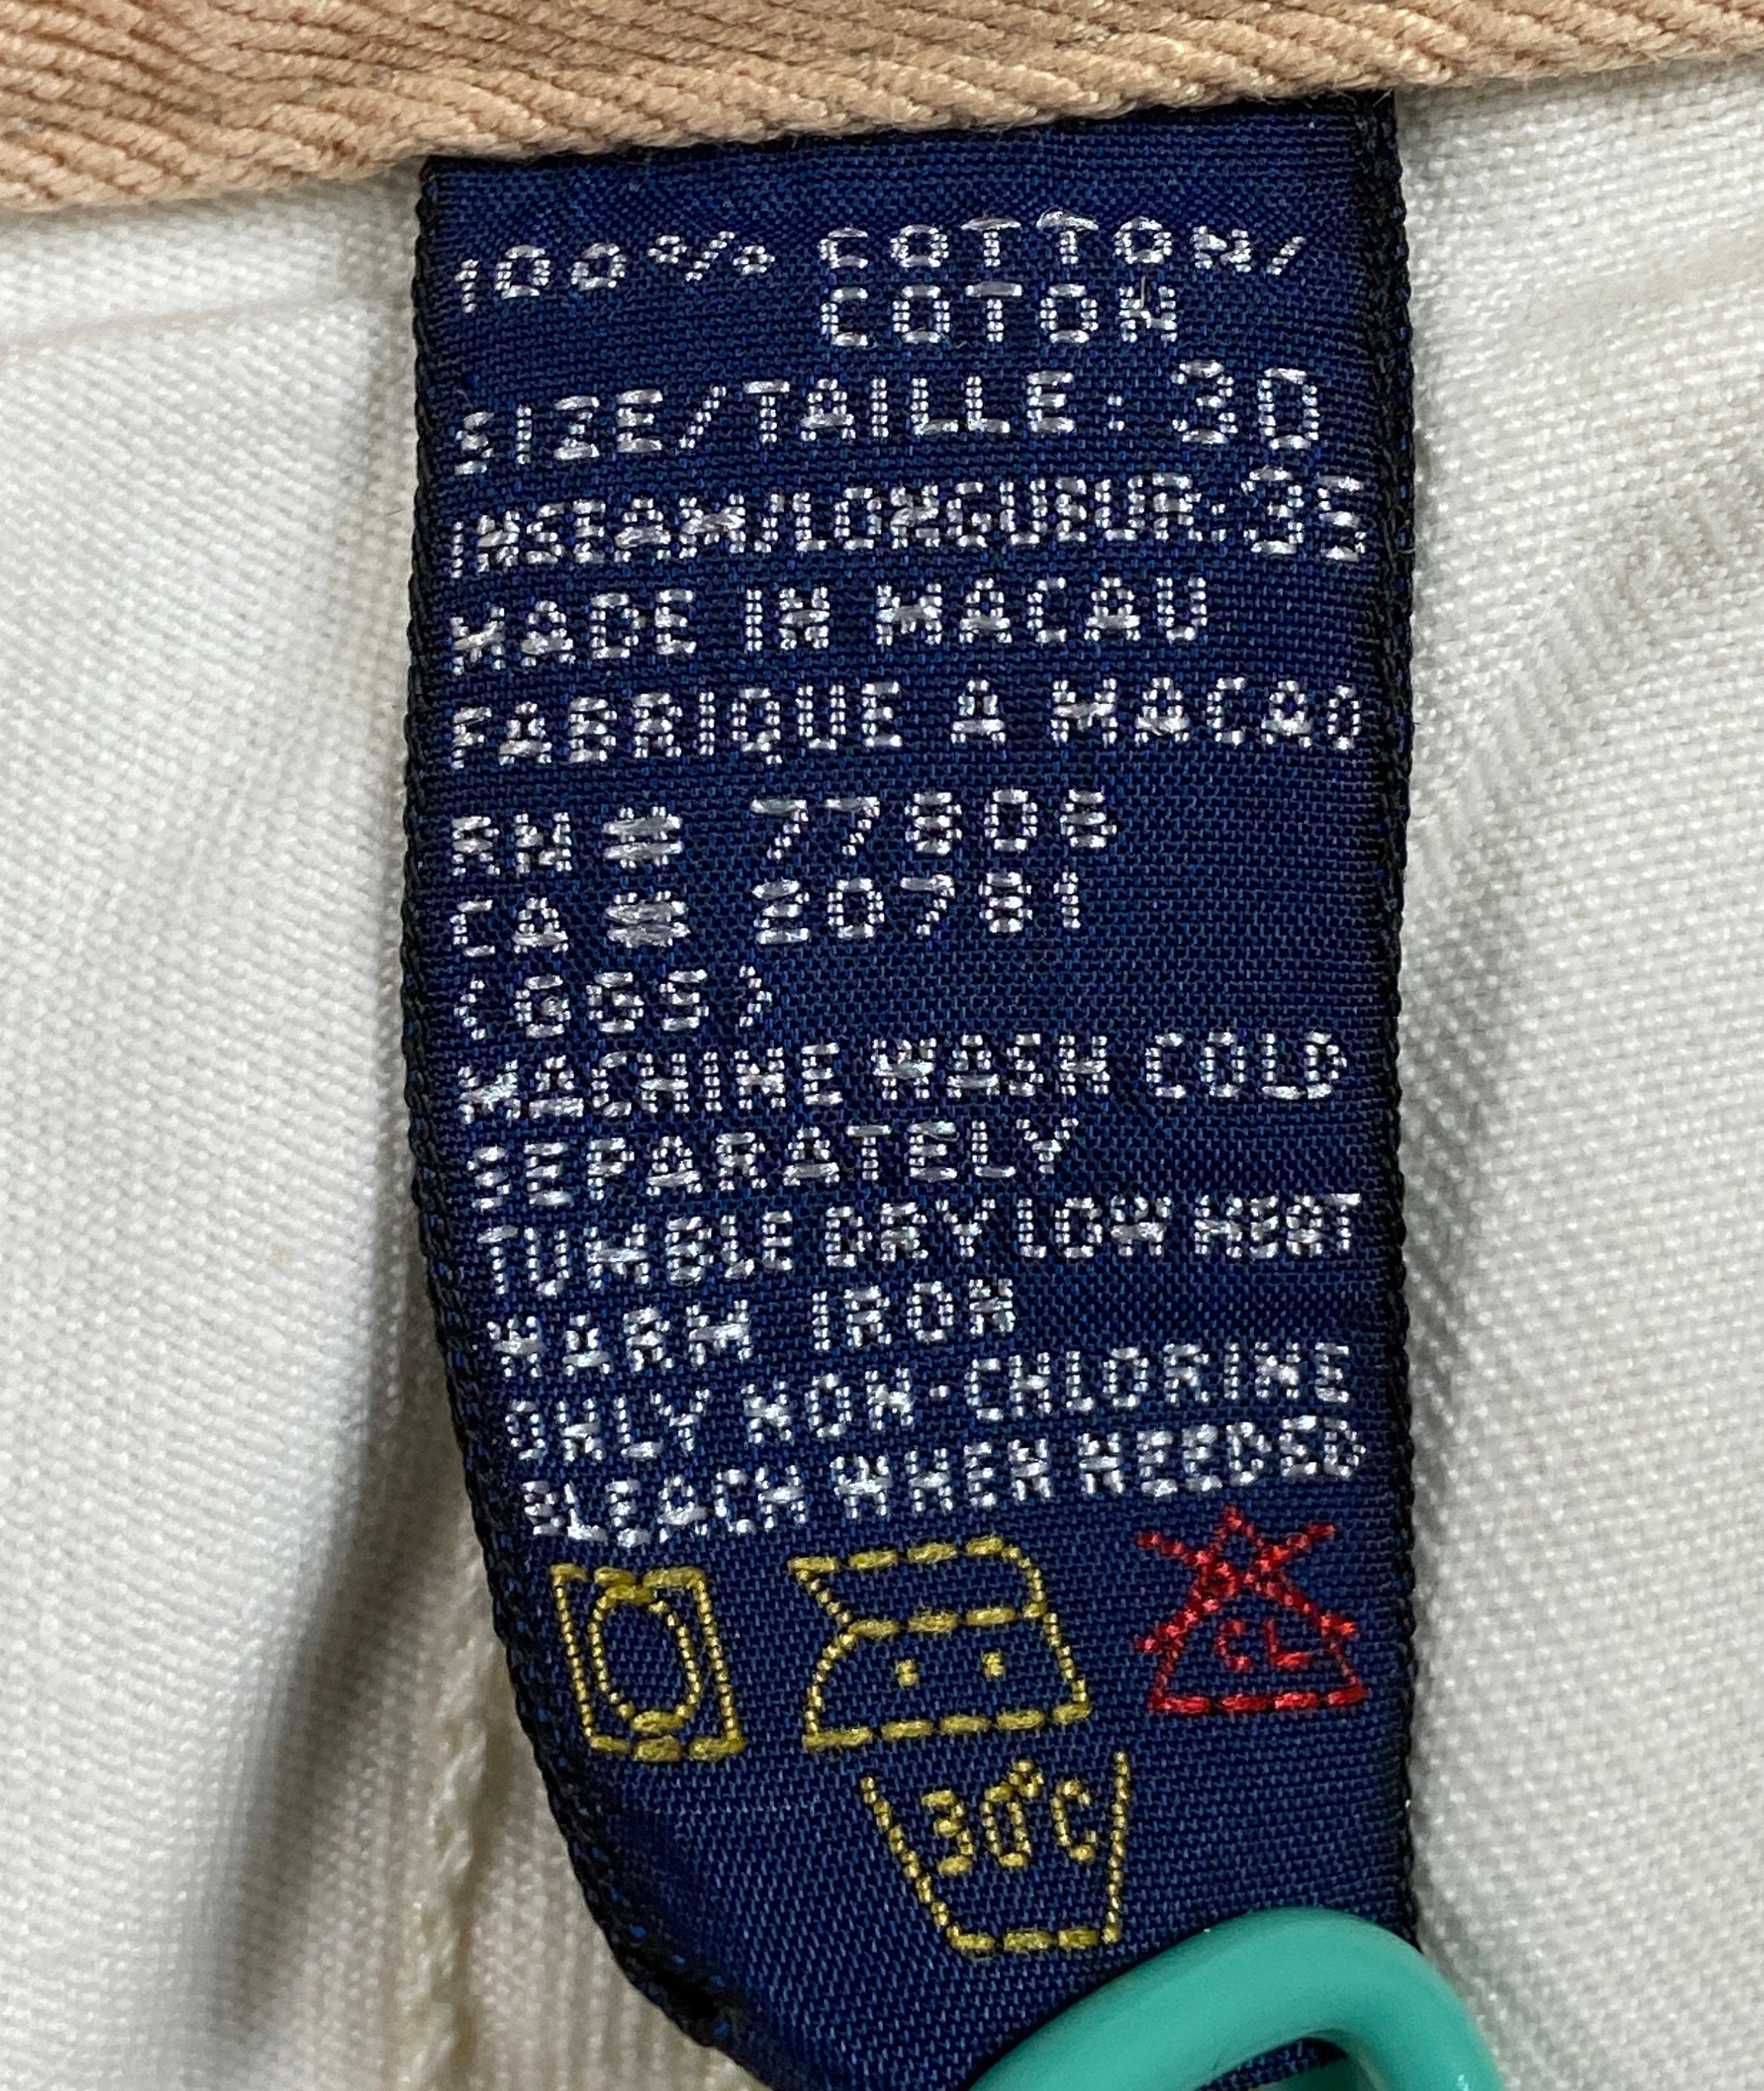 100% COTTON/
COTON
SIZE/TAILLE: 30
INSEAM/LONGUEUR:35
MADE IN MACAU
FABRIQUE A MACAO
RN # 77806
CA # 20781
(GGS)
MACHINE WASH COLD
SEPARATELY
TUMBLE DRY LOW HEAT
WARM IRON
ONLY NON-CHLORINE
BLEACH WHEN NEEDED
CL
30°C